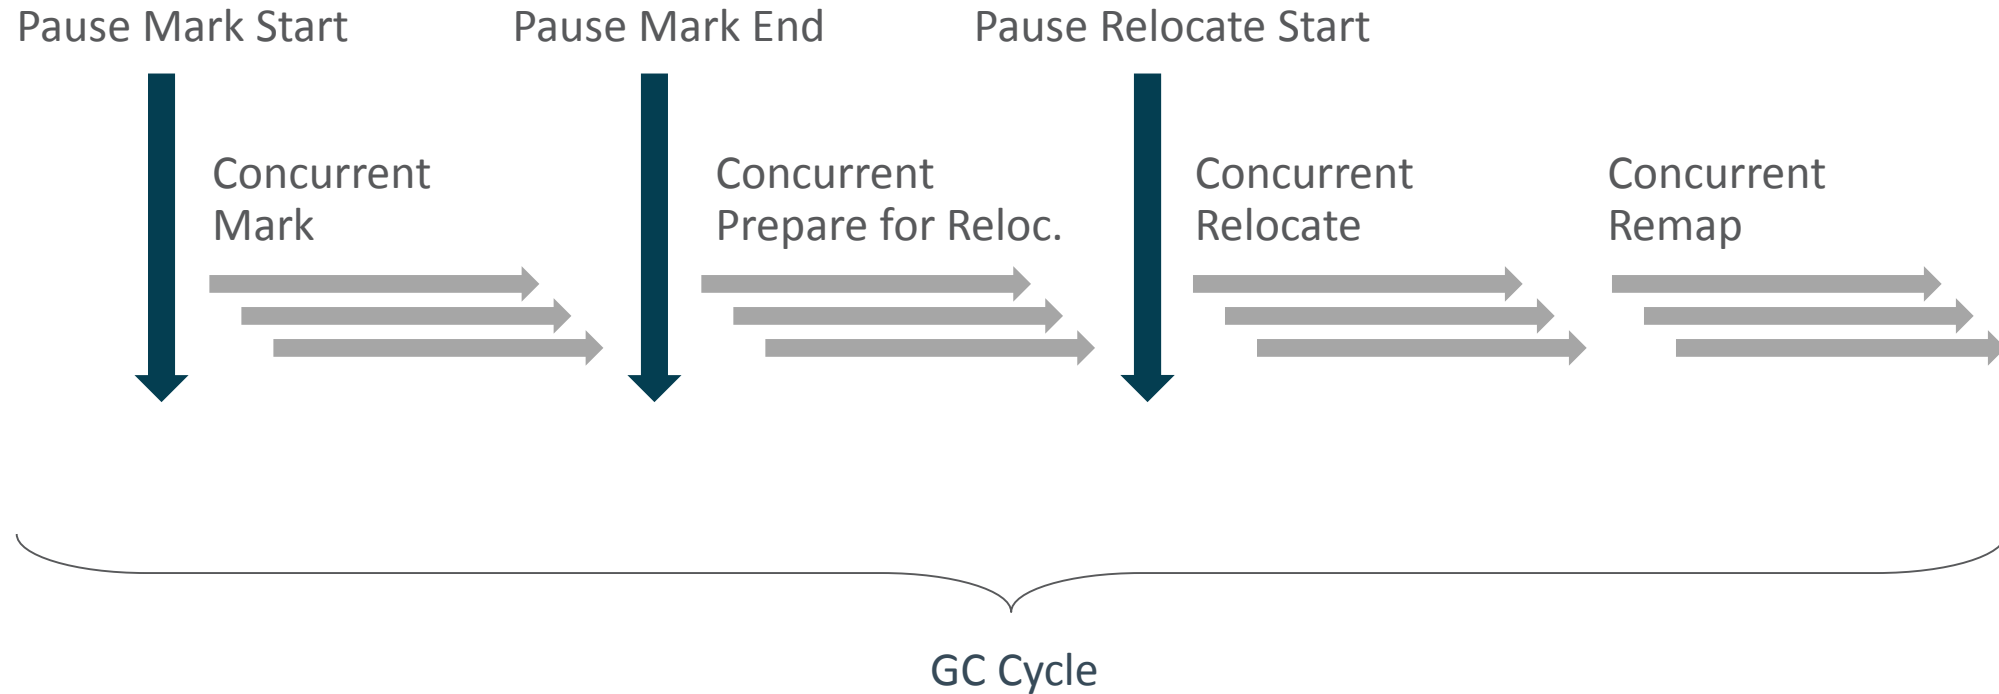 Pause Mark Start
Pause Mark End
Pause Relocate Start
Concurrent
Mark
Concurrent
Prepare for Reloc.
Concurrent
Relocate
Concurrent
Remap
GC Cycle